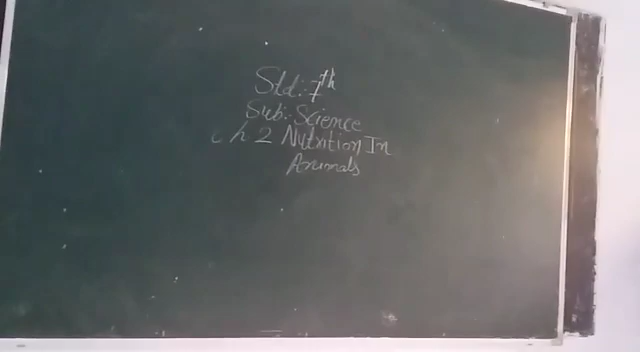 Std: 7th
Sub: Science
Ch 2 Nutrition In
Animals